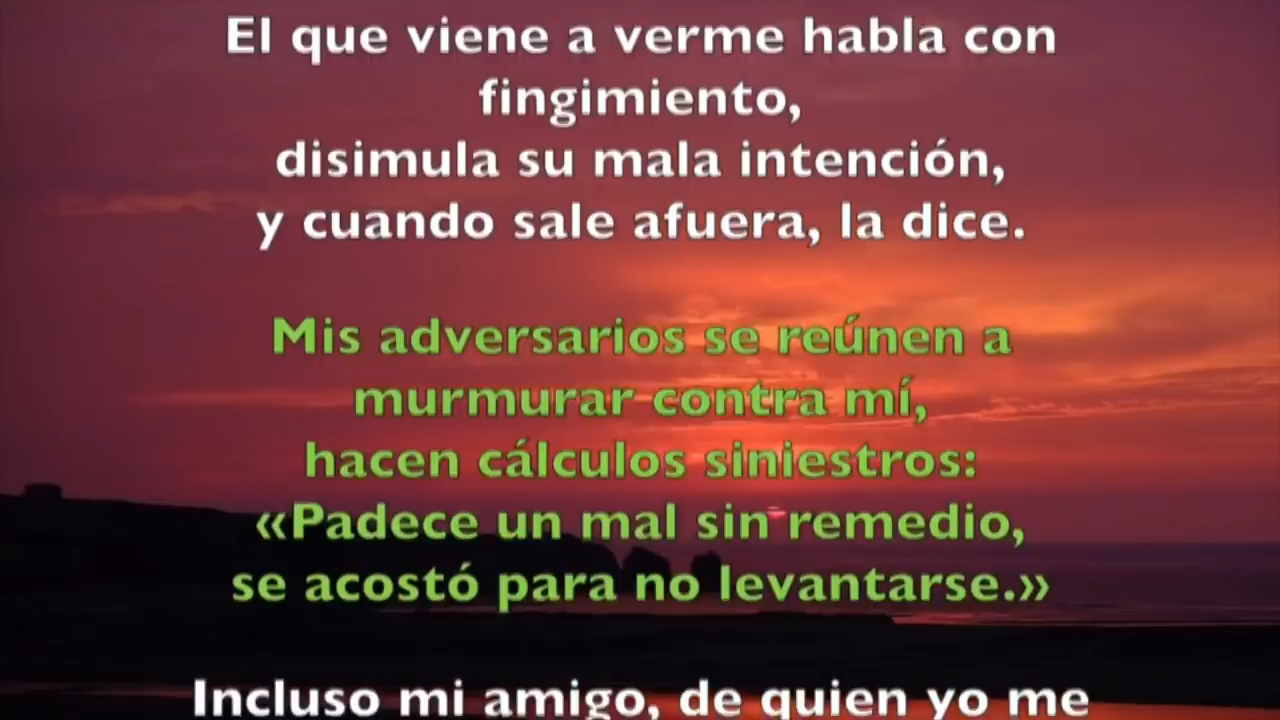 El que viene a verme habla con
fingimiento,
disimula su mala intención,
y cuando sale afuera, la dice.
Mis adversarios se reúnen a
murmurar contra mí,
hacen cálculos siniestros:
«Padece un mal sin remedio,
se acostó para no levantarse.»
Incluso mi amigo, de quien yo me